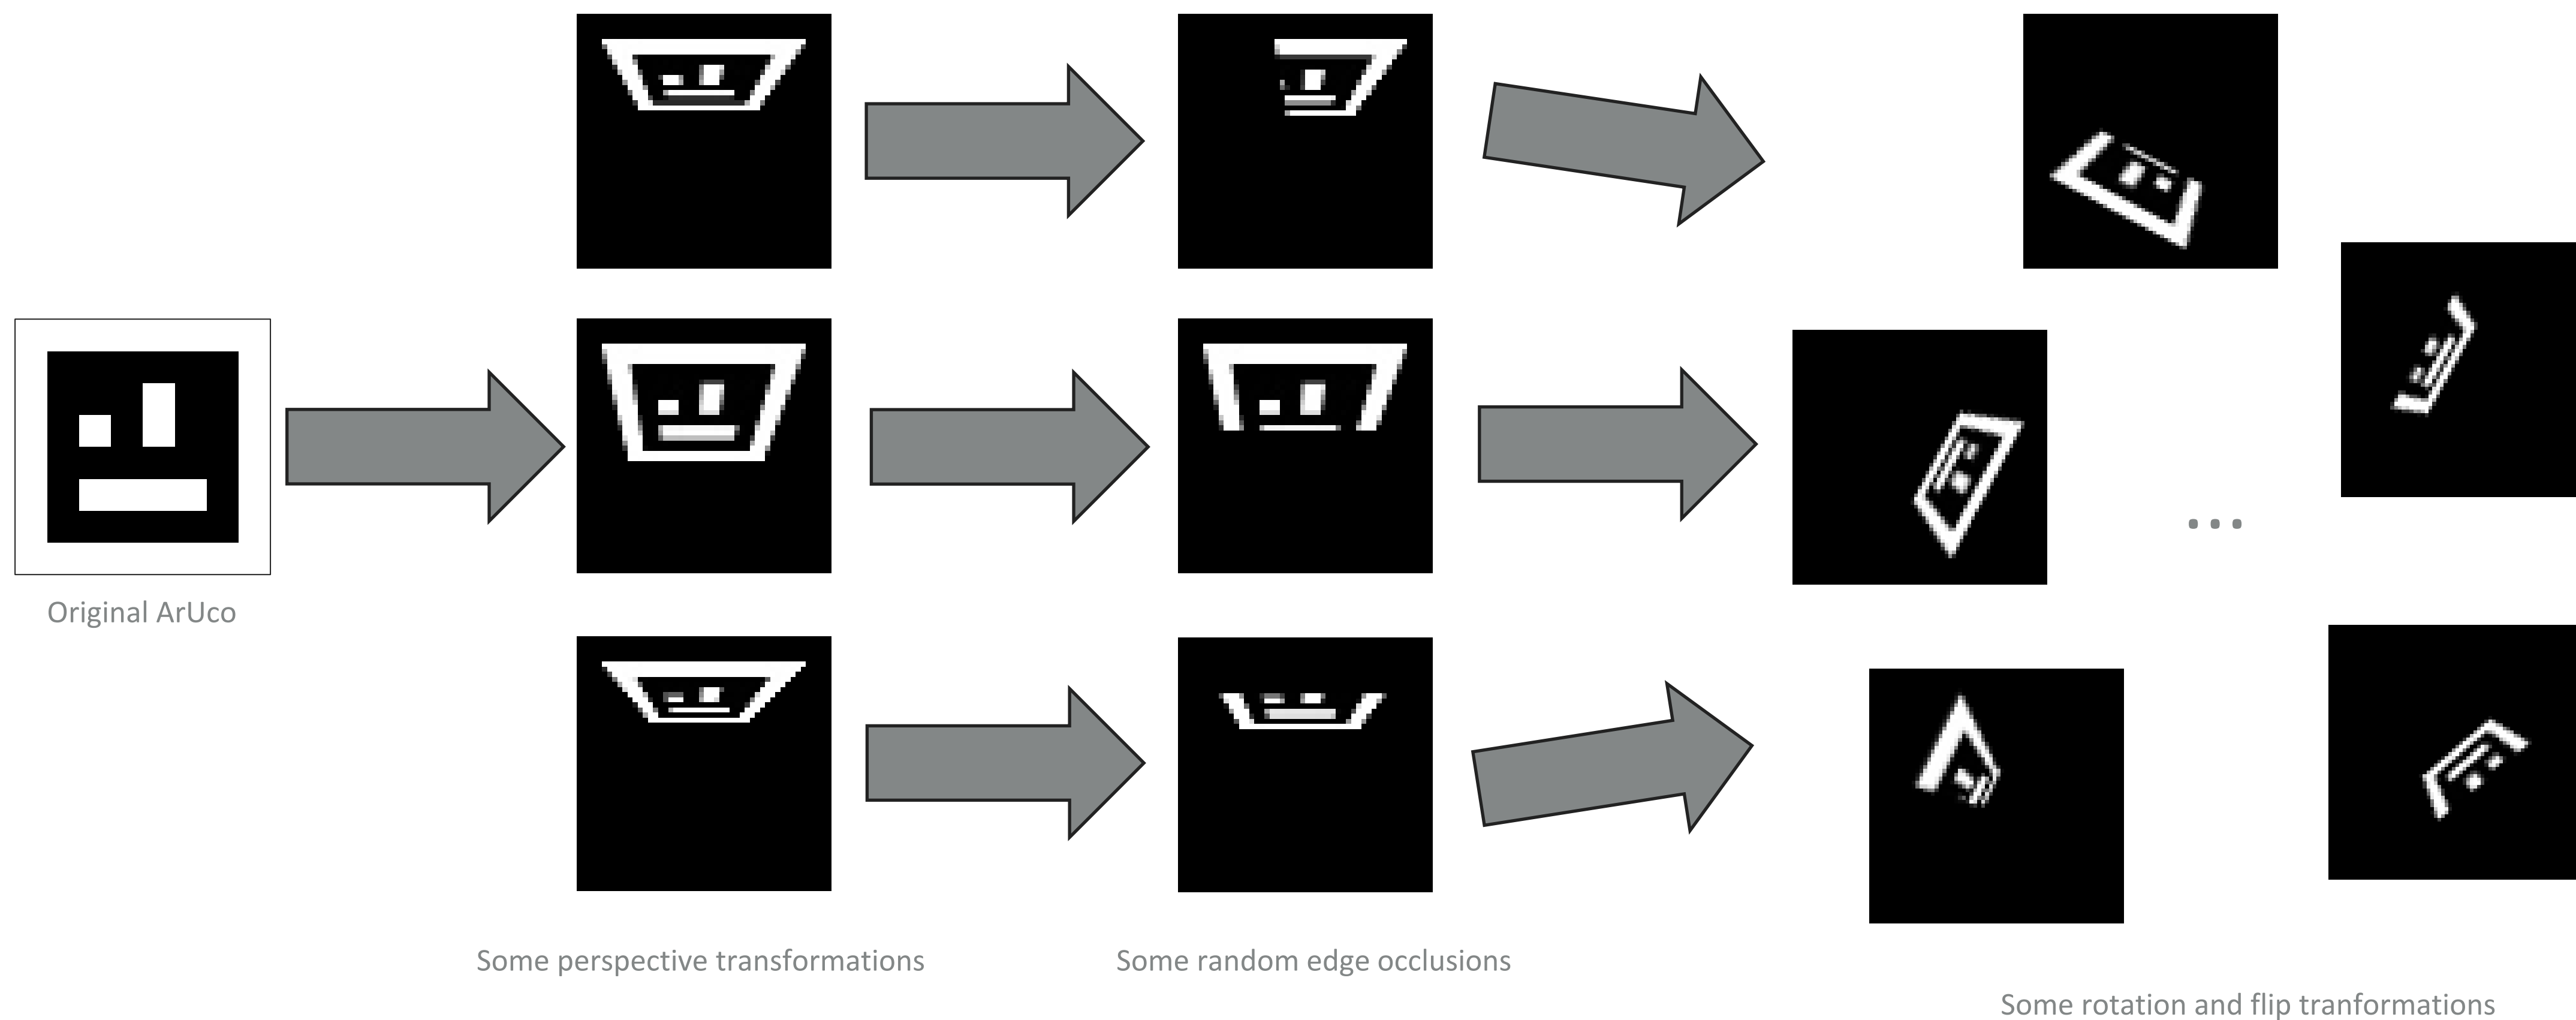 Original ArUco
Some perspective transformations
Some random edge occlusions
...
Some rotation and flip tranformations